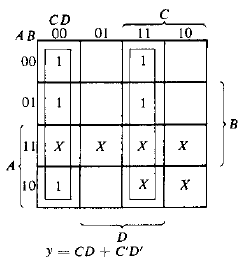 CD C
AB 00 01 11 10
00 1 1
01 1 1 B
A 11 X X X X
10 1 X X
D
y = CD + C'D'